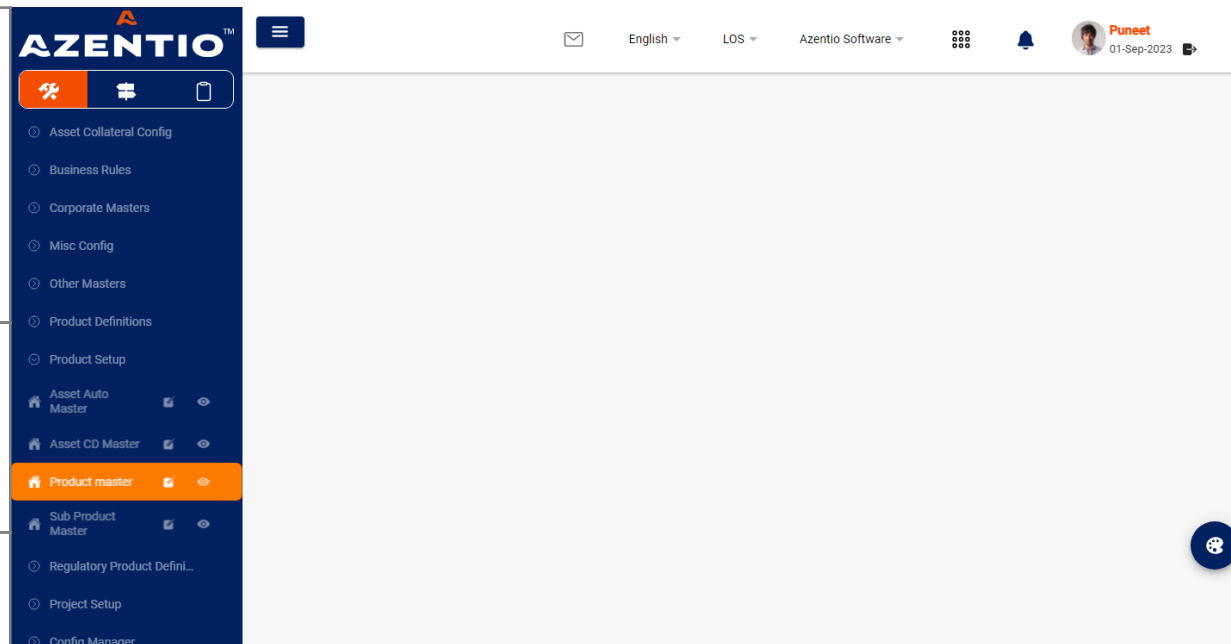 AZENTIO™
English
LOS
Azentio Software
Puneet
01-Sep-2023
Asset Collateral Config
Business Rules
Corporate Masters
Misc Config
Other Masters
Product Definitions
Product Setup
Asset Auto
Master
Asset CD Master
Product master
Sub Product
Master
Regulatory Product Defini...
Project Setup
Config Manager